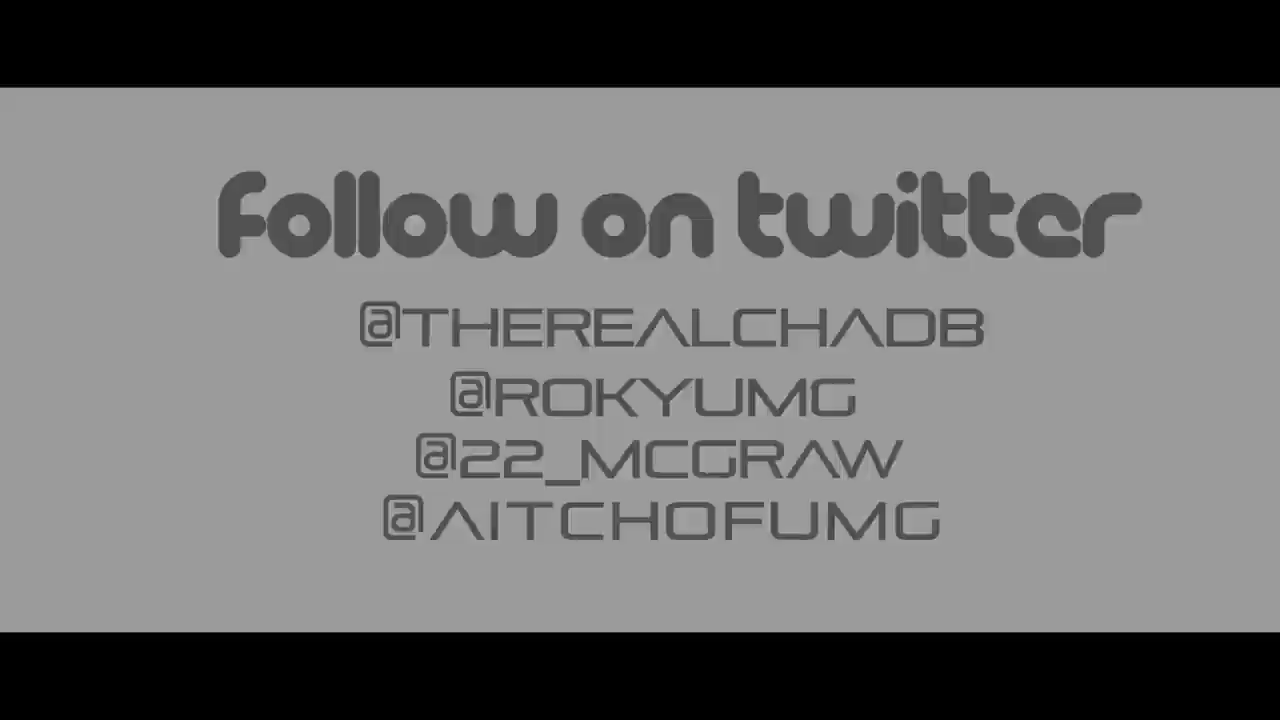 follow on twitter
@THEREALCHADB
@ROKYUMG
@22_MCGRAW
@AITCHOFUMG